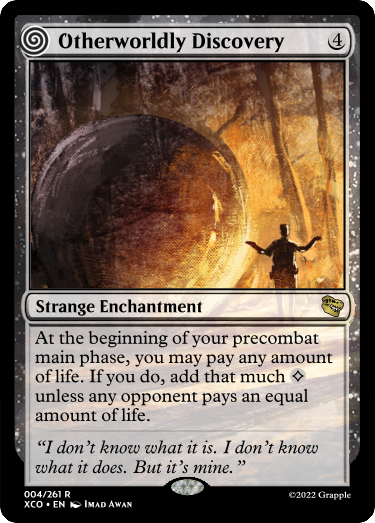 Otherworldly Discovery 4
Strange Enchantment
At the beginning of your precombat
main phase, you may pay any amount
of life. If you do, add that much
unless any opponent pays an equal
amount of life.
“I don’t know what it is. I don’t know
what it does. But it’s mine.”
004/261 R
XCO • EN Imad Awan
©2022 Grapple